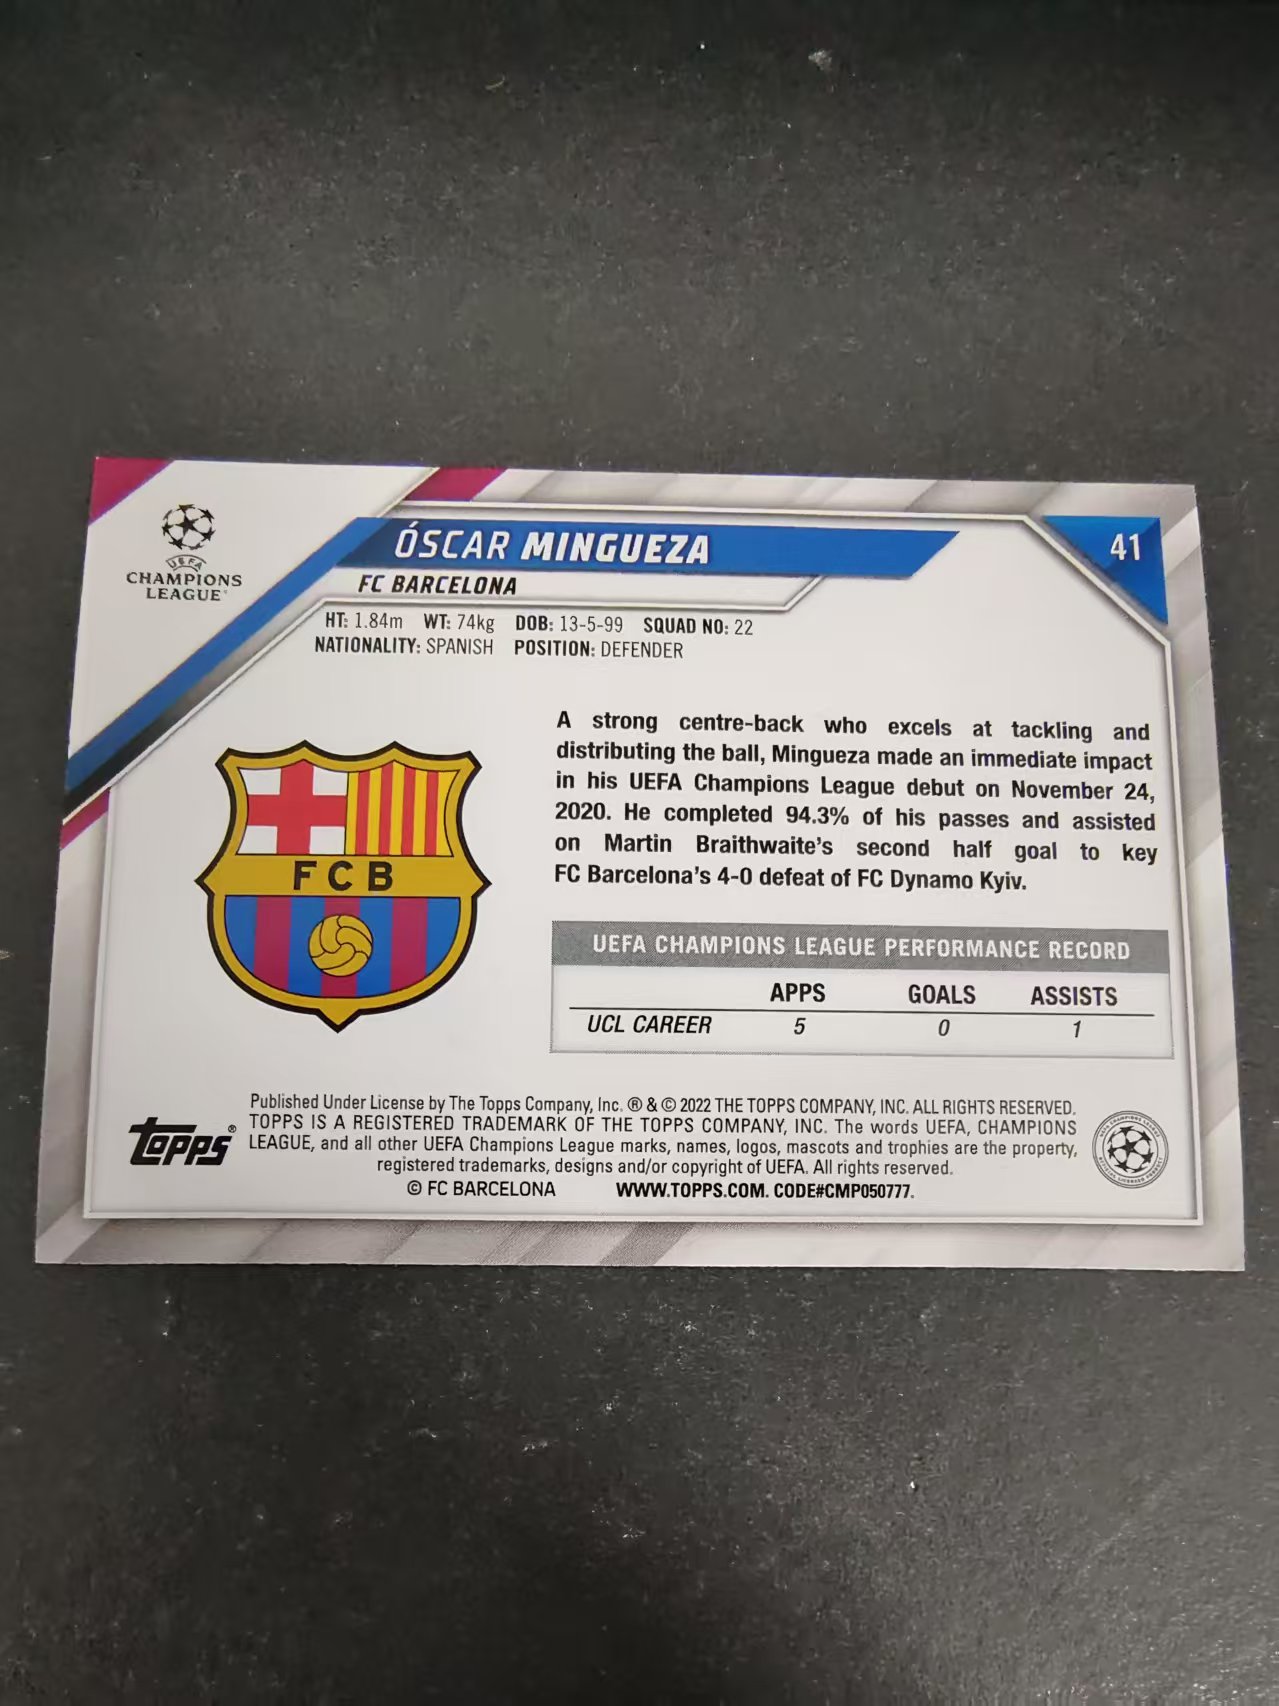 UEFA
CHAMPIONS
LEAGUE®
ÓSCAR MINGUEZA
41
FC BARCELONA
HT: 1.84m WT: 74kg DOB: 13-5-99 SQUAD NO: 22
NATIONALITY: SPANISH POSITION: DEFENDER
A strong centre-back who excels at tackling and
distributing the ball, Mingueza made an immediate impact
in his UEFA Champions League debut on November 24,
2020. He completed 94.3% of his passes and assisted
on Martin Braithwaite's second half goal to key
FC Barcelona's 4-0 defeat of FC Dynamo Kyiv.
FCB
UEFA CHAMPIONS LEAGUE PERFORMANCE RECORD
APPS GOALS ASSISTS
UCL CAREER 5 0 1
Published Under License by The Topps Company, Inc. ® & © 2022 THE TOPPS COMPANY, INC. ALL RIGHTS RESERVED.
TOPPS IS A REGISTERED TRADEMARK OF THE TOPPS COMPANY, INC. The words UEFA, CHAMPIONS
LEAGUE, and all other UEFA Champions League marks, names, logos, mascots and trophies are the property,
registered trademarks, designs and/or copyright of UEFA. All rights reserved.
© FC BARCELONA WWW.TOPPS.COM. CODE#CMP050777.
Topps®